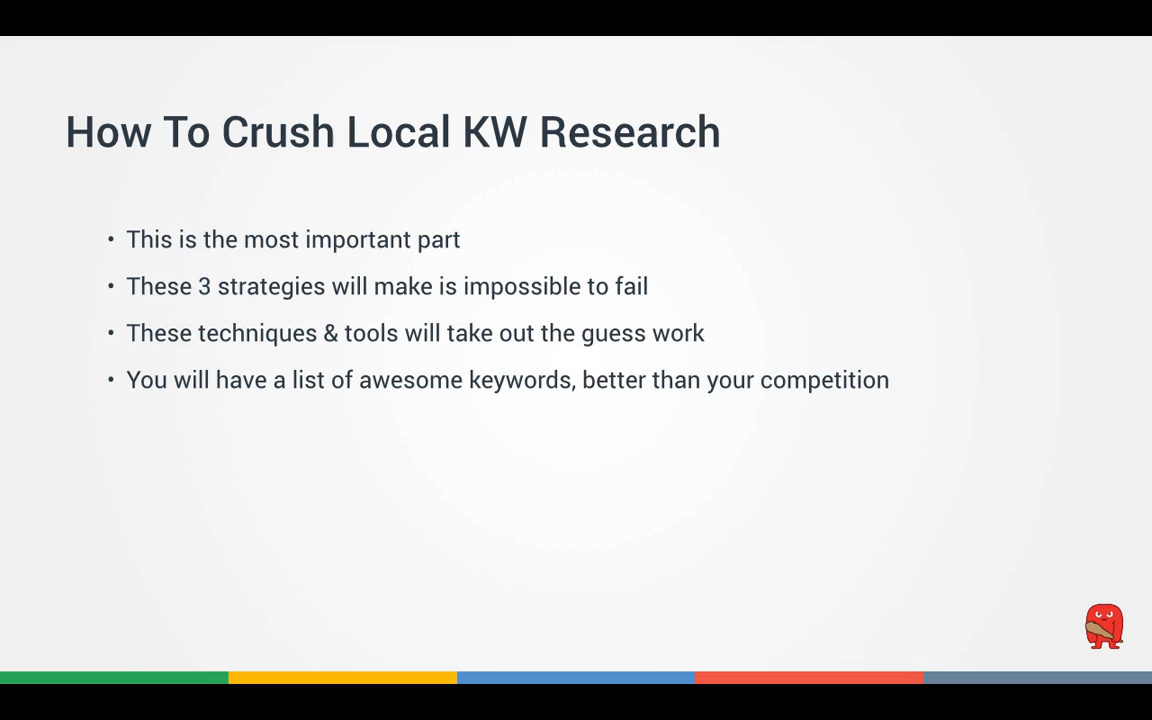 How To Crush Local KW Research
• This is the most important part
• These 3 strategies will make is impossible to fail
• These techniques & tools will take out the guess work
• You will have a list of awesome keywords, better than your competition